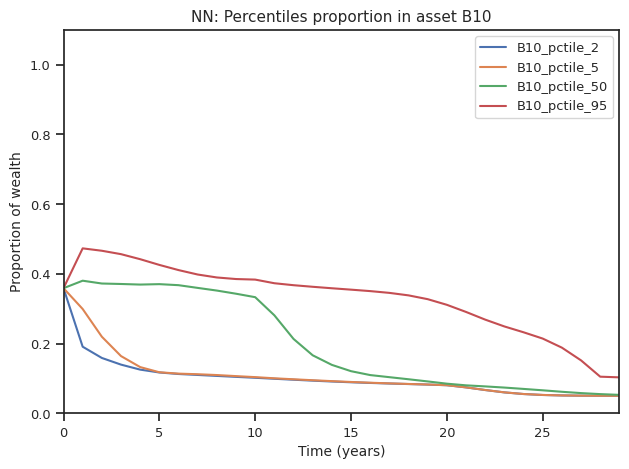 NN: Percentiles proportion in asset B10
B10_pctile_2
B10_pctile_5
B10_pctile_50
B10_pctile_95
Proportion of wealth
1.0
0.8
0.6
0.4
0.2
0.0
0 5 10 15 20 25
Time (years)